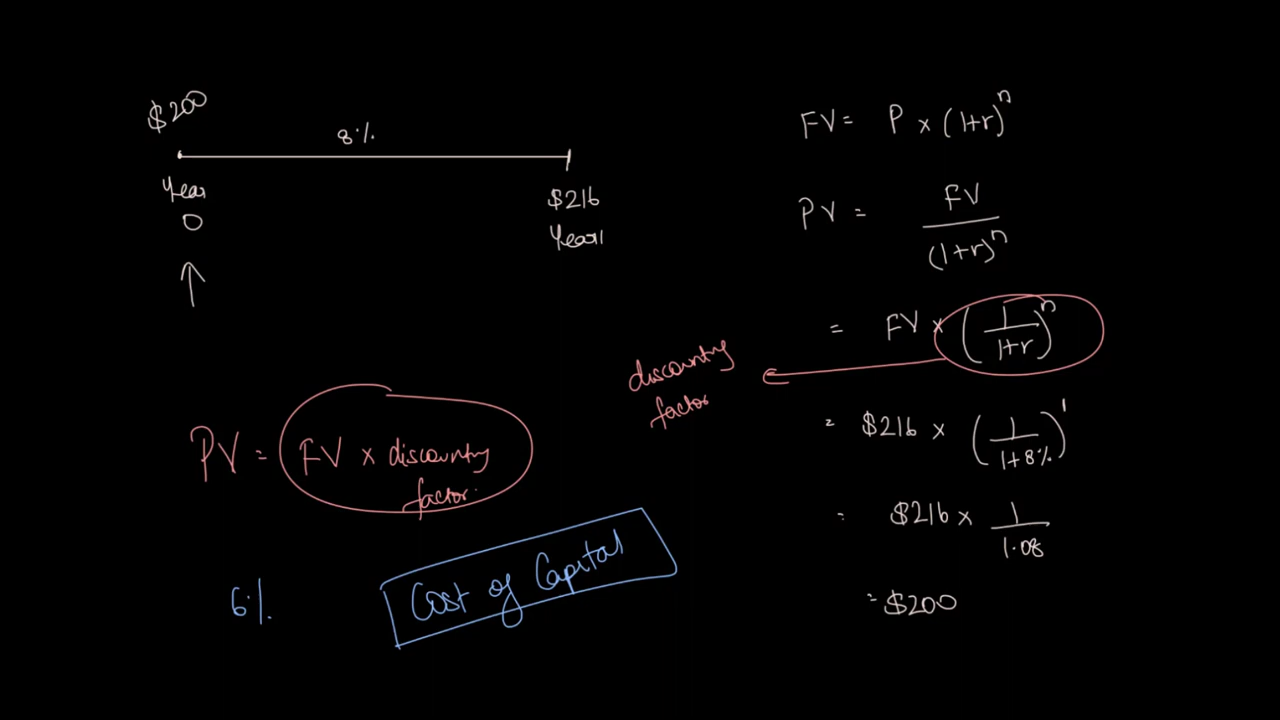 $200
8%
Year
0
$216
Year 1
FV = P × (1+r)^n
PV = FV / (1+r)^n
= FV × (1/(1+r))^n
discounting
factor
= $216 × (1/(1+8%))^1
= $216 × 1/1.08
= $200
PV = FV × discounting
factor.
6%
Cost of Capital